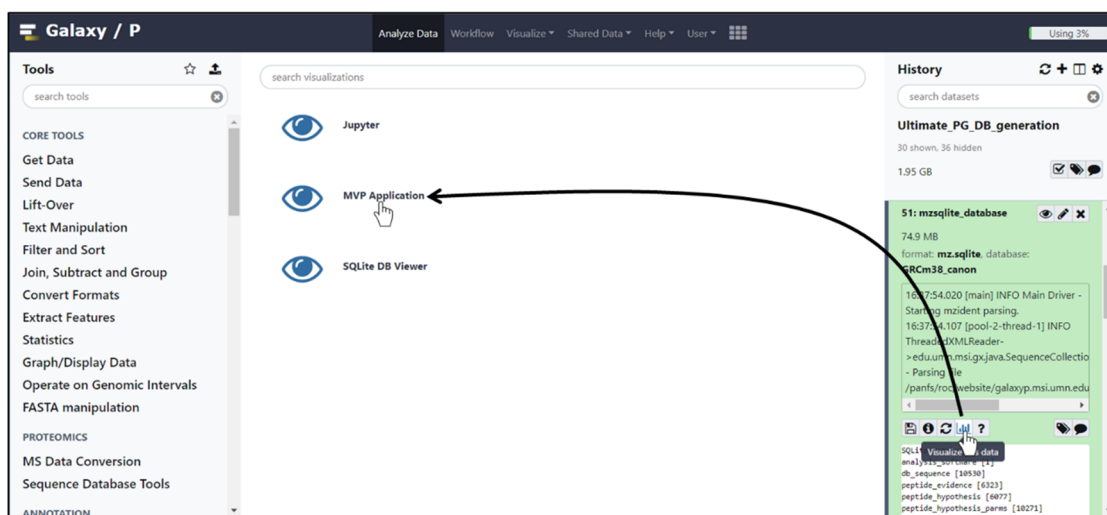 Galaxy / P
Analyze Data Workflow Visualize Shared Data Help User
Using 3%
Tools
search tools
CORE TOOLS
Get Data
Send Data
Lift-Over
Text Manipulation
Filter and Sort
Join, Subtract and Group
Convert Formats
Extract Features
Statistics
Graph/Display Data
Operate on Genomic Intervals
FASTA manipulation
PROTEOMICS
MS Data Conversion
Sequence Database Tools
ANNOTATION
search visualizations
Jupyter
MVP Application
SQLite DB Viewer
History
search datasets
Ultimate_PG_DB_generation
30 shown, 36 hidden
1.95 GB
51: mzsqlite_database
74.9 MB
format: mz.sqlite, database:
GRCm38_canon
16:37:54.020 [main] INFO Main Driver -
Starting mzident parsing.
16:37:54.107 [pool-2-thread-1] INFO
ThreadedXMLReader-
>edu.umn.msi.gx.java.SequenceCollectio
- Parsing file
/panfs/roc/website/galaxyp.msi.umn.edu
?
Visualize this data
analysis_software [1]
db_sequence [10530]
peptide_evidence [6323]
peptide_hypothesis [6077]
peptide_hypothesis_parms [10271]